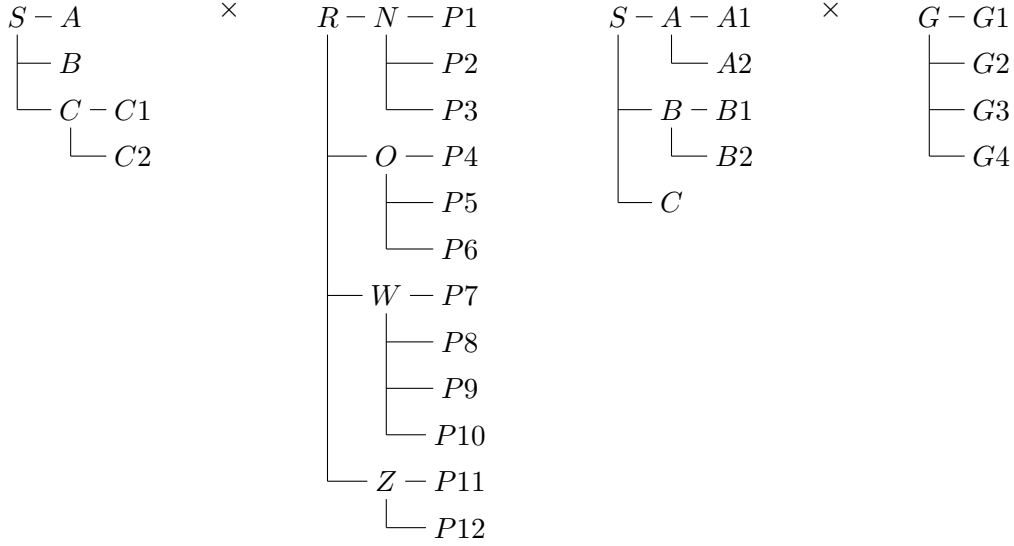 S A × R N P1 S A A1 × G G1
B P2 A2 G2
C C1 P3 B B1 G3
C2 O P4 B2 G4
P5 C
P6
W P7
P8
P9
P10
Z P11
P12